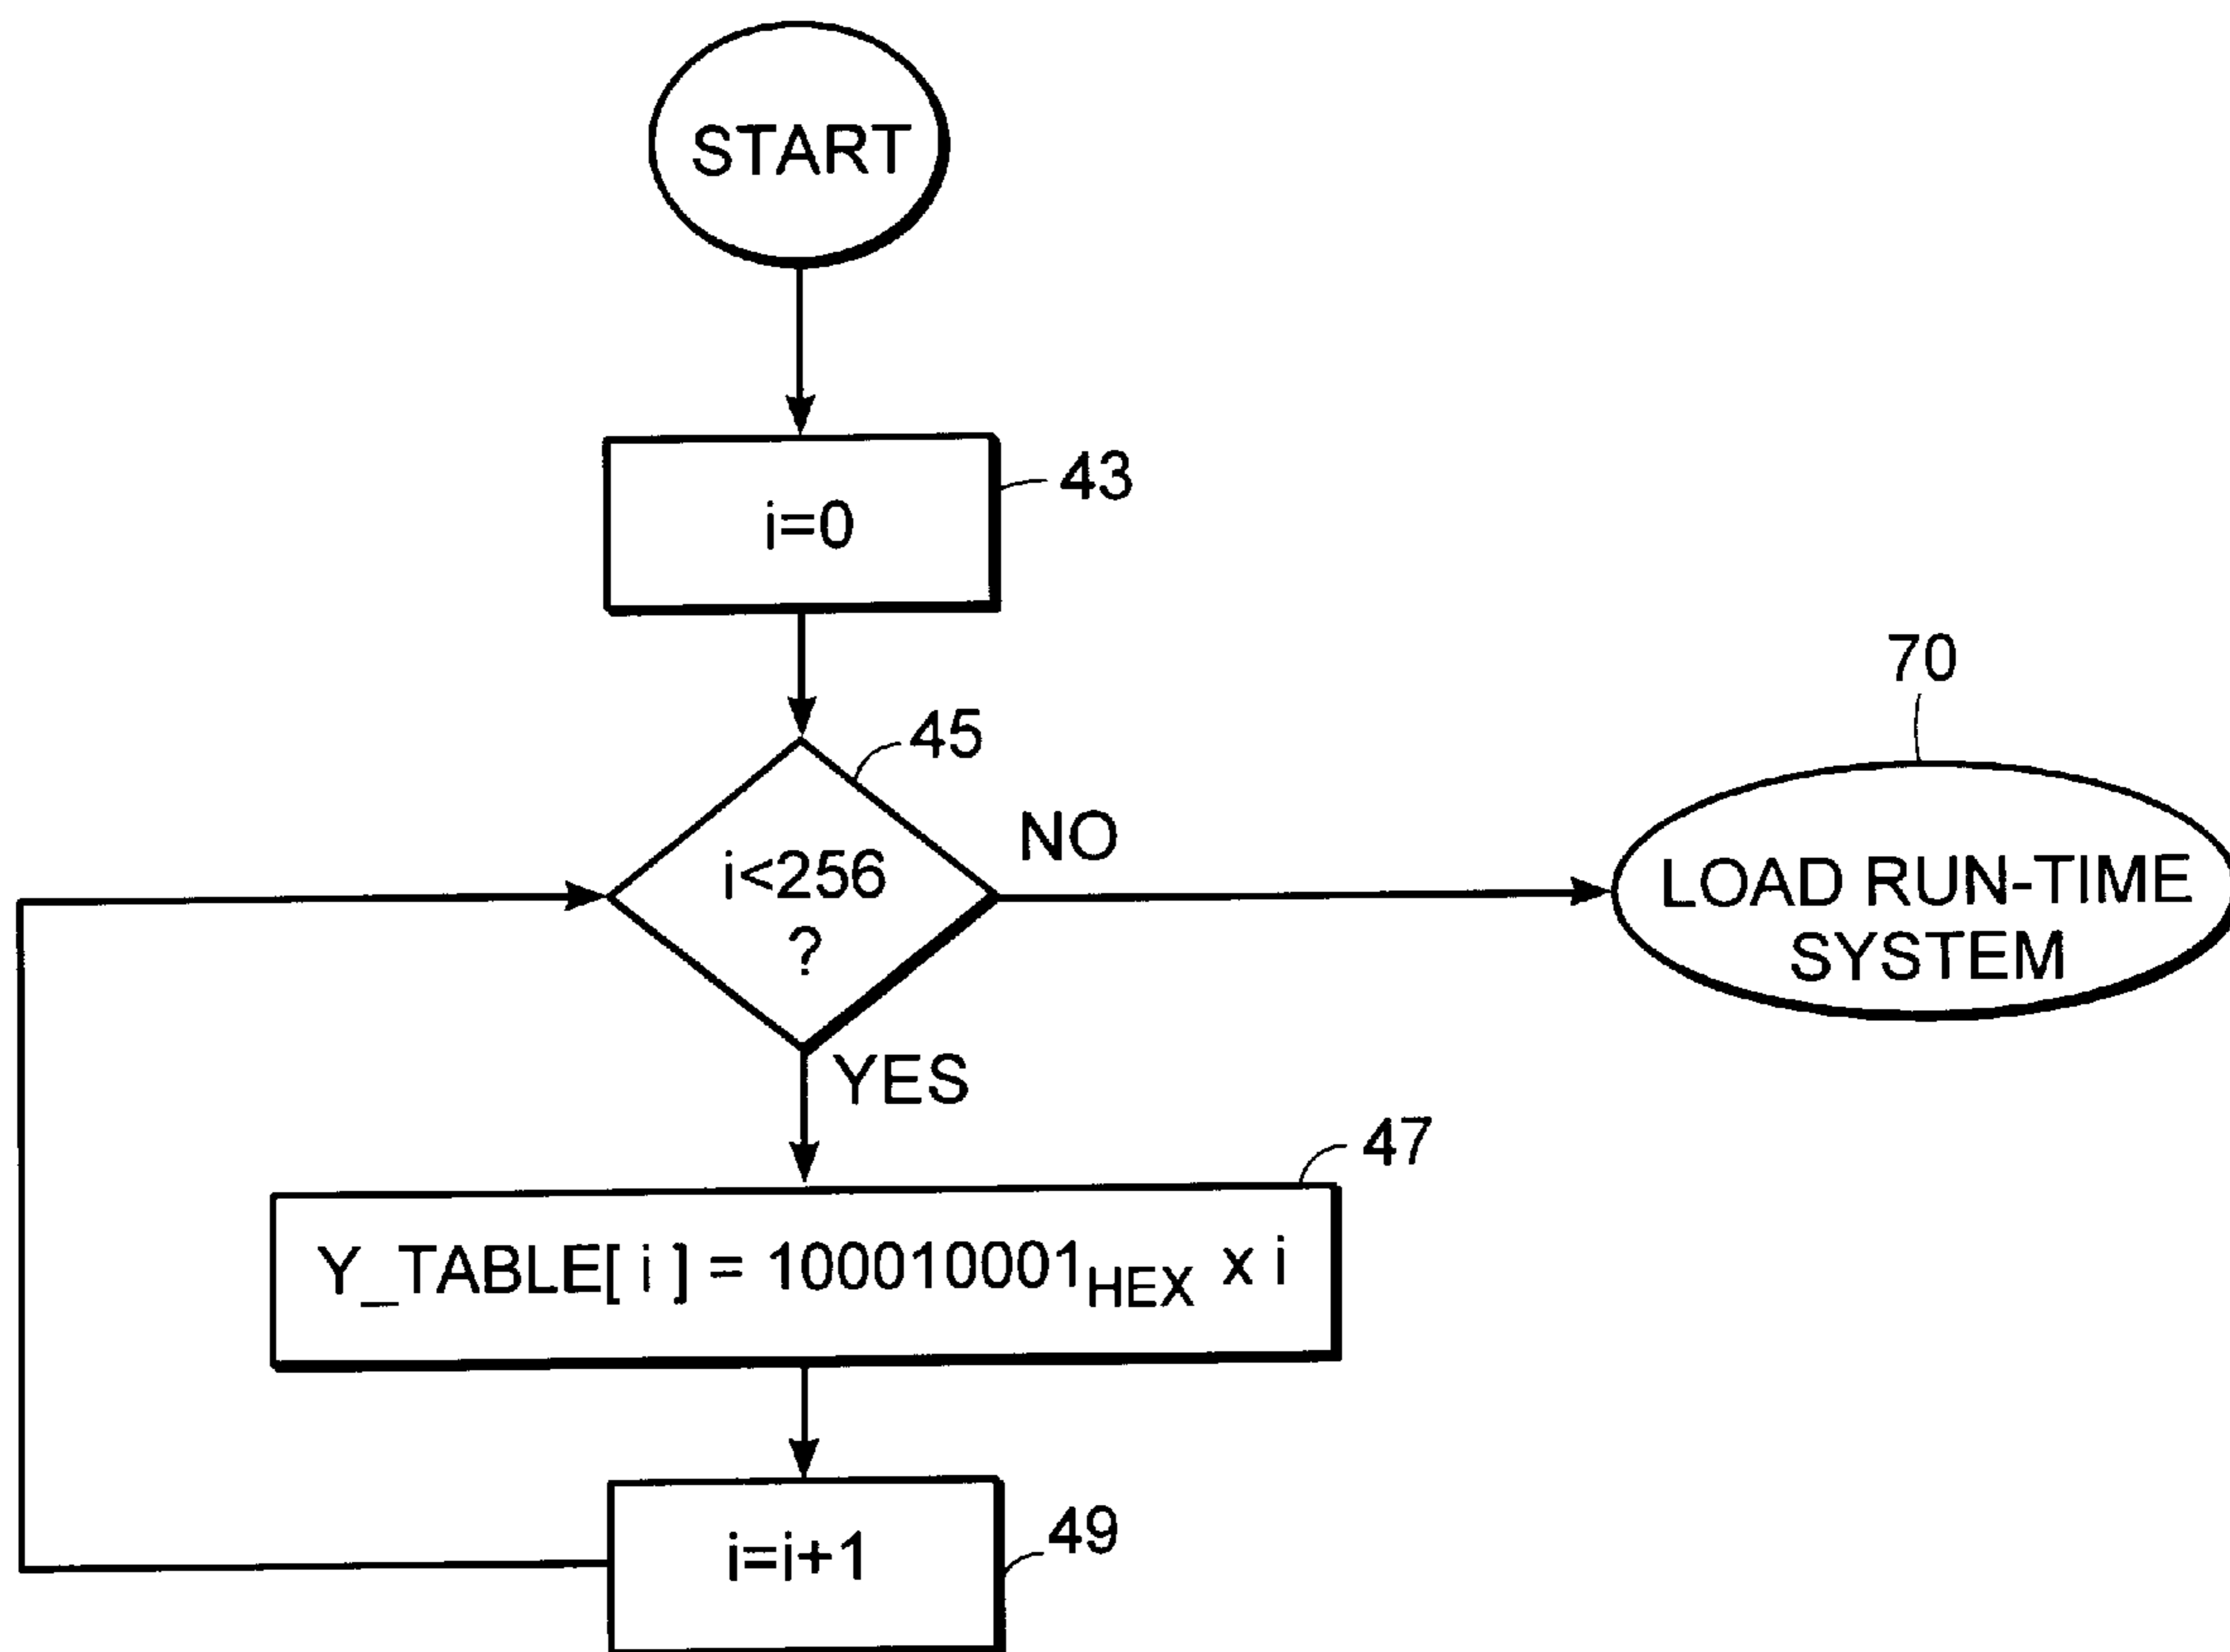 START
i=0
43
45
i<256
?
NO
70
LOAD RUN-TIME
SYSTEM
YES
47
Y_TABLE[ i ] = 100010001HEX x i
i=i+1
49